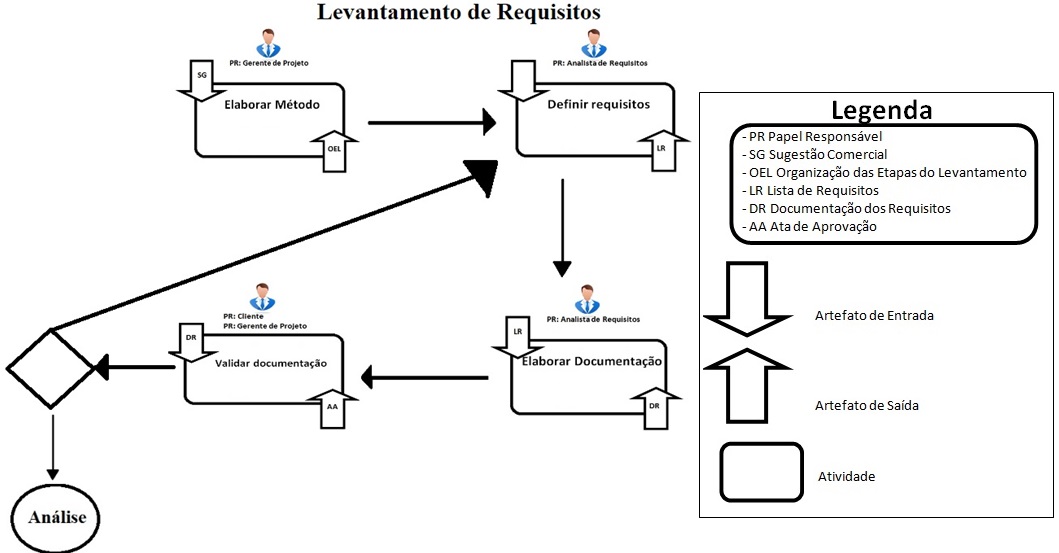 Levantamento de Requisitos
PR: Gerente de Projeto
SG
Elaborar Método
OEL
PR: Analista de Requisitos
Definir requisitos
LR
PR: Analista de Requisitos
LR
Elaborar Documentação
DR
PR: Cliente
PR: Gerente de Projeto
DR
Validar documentação
AA
Análise
Legenda
- PR Papel Responsável
- SG Sugestão Comercial
- OEL Organização das Etapas do Levantamento
- LR Lista de Requisitos
- DR Documentação dos Requisitos
- AA Ata de Aprovação
Artefato de Entrada
Artefato de Saída
Atividade